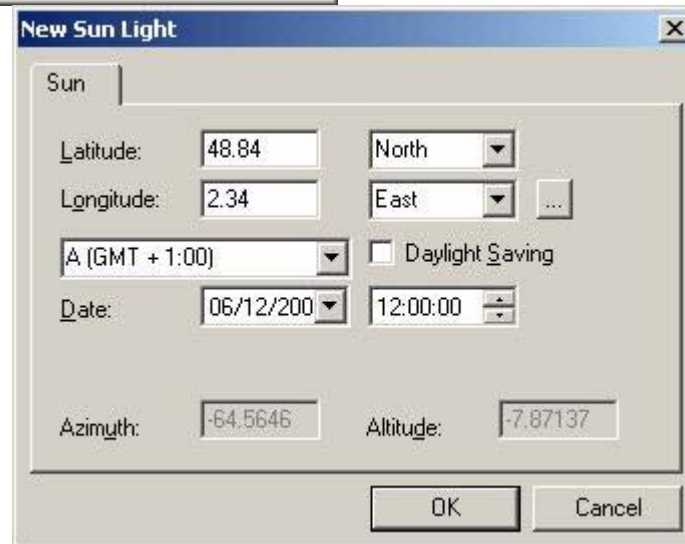 New Sun Light
Sun
Latitude: 48.84 North
Longitude: 2.34 East ...
A (GMT + 1:00) Daylight Saving
Date: 06/12/200 12:00:00
Azimuth: -64.5646 Altitude: -7.87137
OK Cancel